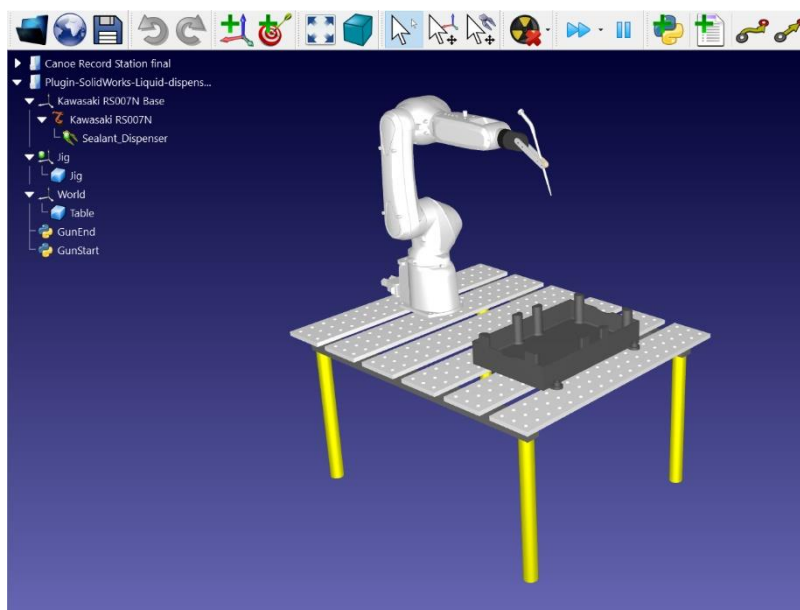 Canoe Record Station final
Plugin-SolidWorks-Liquid-dispens...
Kawasaki RS007N Base
Kawasaki RS007N
Sealant_Dispenser
Jig
Jig
World
Table
GunEnd
GunStart